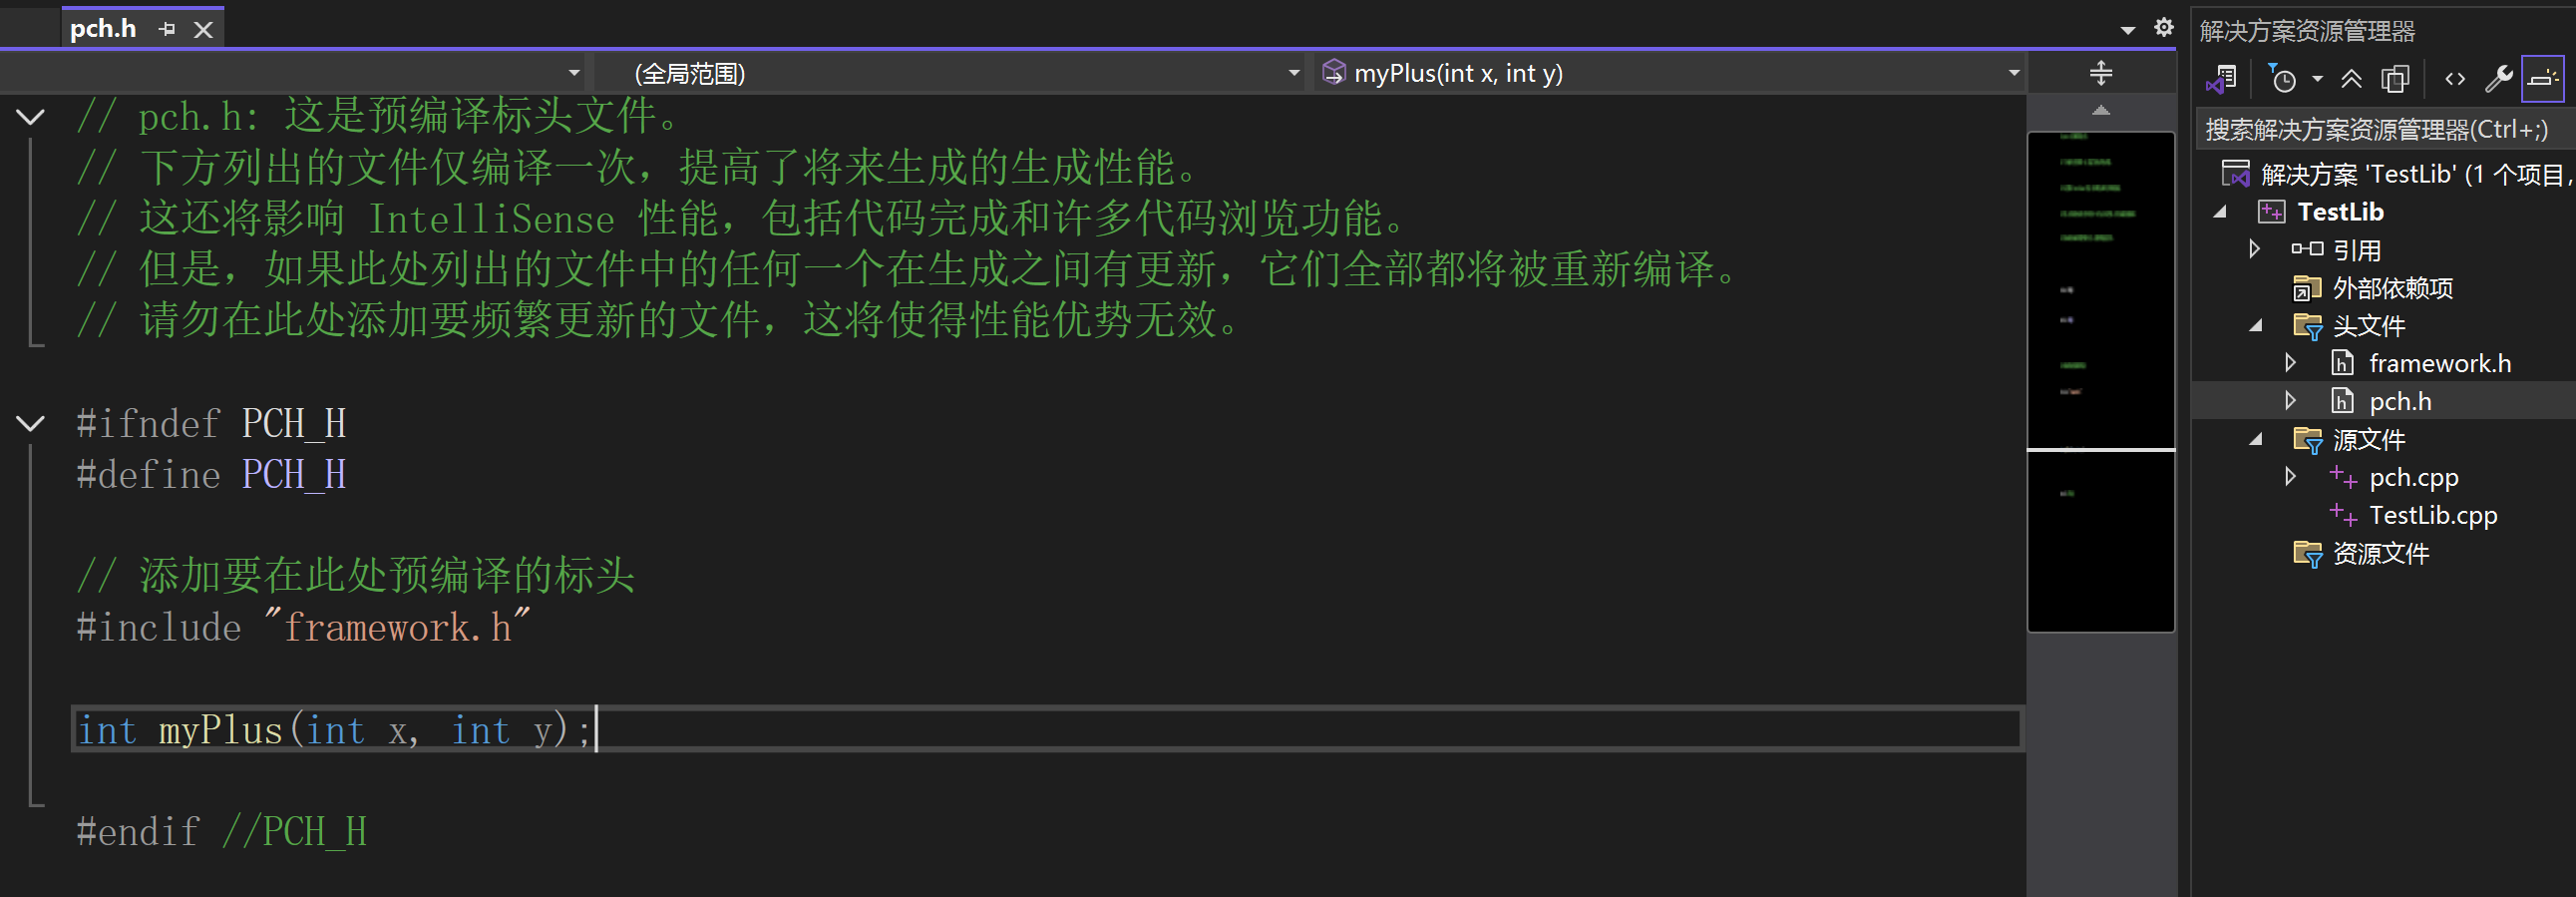 pch.h
(全局范围)
myPlus(int x, int y)
// pch.h: 这是预编译标头文件。
// 下方列出的文件仅编译一次，提高了将来生成的生成性能。
// 这还将影响 IntelliSense 性能，包括代码完成和许多代码浏览功能。
// 但是，如果此处列出的文件中的任何一个在生成之间有更新，它们全部都将被重新编译。
// 请勿在此处添加要频繁更新的文件，这将使得性能优势无效。
#ifndef PCH_H
#define PCH_H
// 添加要在此处预编译的标头
#include "framework.h"
int myPlus(int x, int y);
#endif //PCH_H
解决方案资源管理器
搜索解决方案资源管理器(Ctrl+;)
解决方案 'TestLib' (1 个项目，
TestLib
引用
外部依赖项
头文件
framework.h
pch.h
源文件
pch.cpp
TestLib.cpp
资源文件